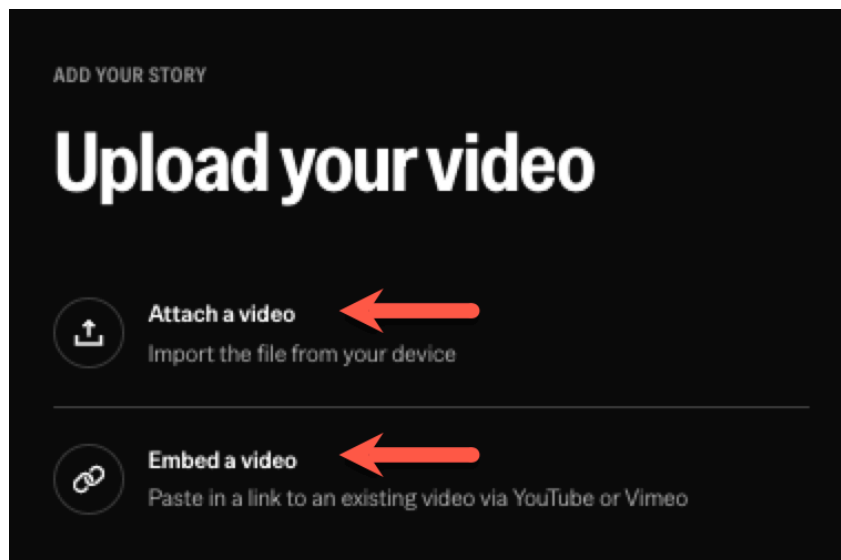 ADD YOUR STORY
Upload your video
Attach a video
Import the file from your device
Embed a video
Paste in a link to an existing video via YouTube or Vimeo